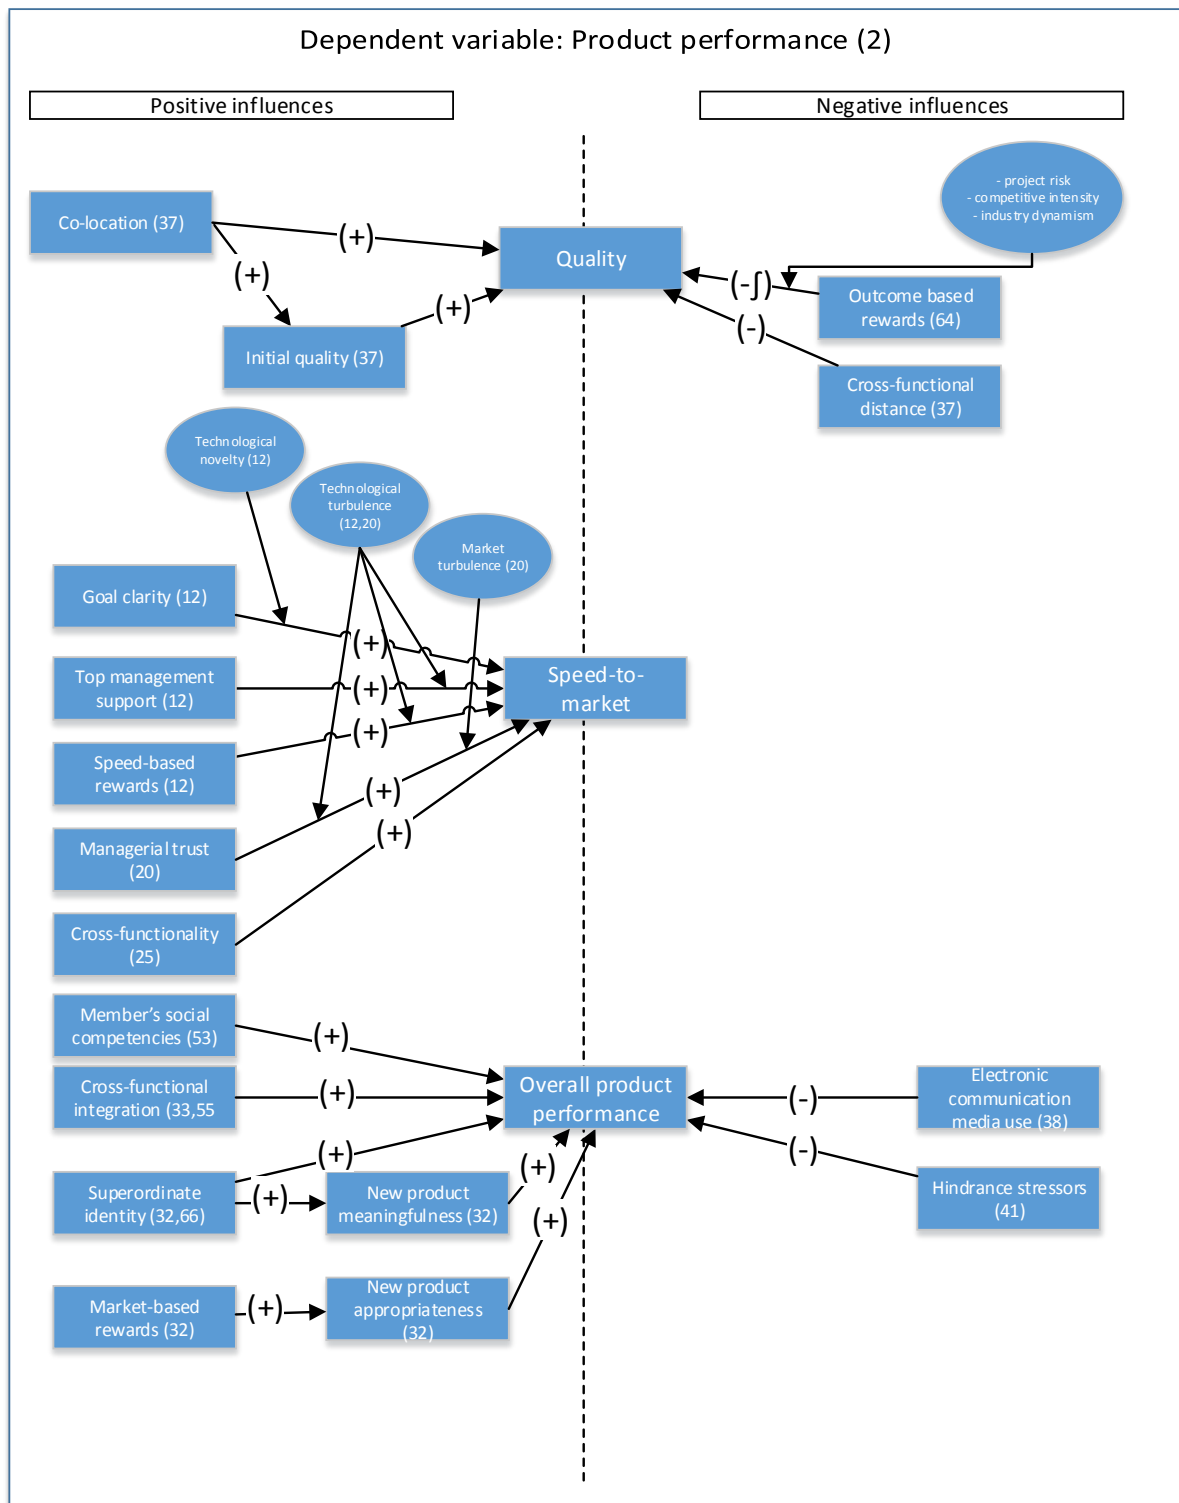 Dependent variable: Product performance (2)
Positive influences
Negative influences
- project risk
- competitive intensity
- industry dynamism
Co-location (37)
(+)
Quality
(+)
(-ʃ)
Outcome based
rewards (64)
(+)
(-)
Initial quality (37)
Cross-functional
distance (37)
Technological
novelty (12)
Technological
turbulence
(12,20)
Market
turbulence (20)
Goal clarity (12)
(+)
Top management
support (12)
(+)
Speed-to-
market
Speed-based
rewards (12)
(+)
(+)
Managerial trust
(20)
(+)
Cross-functionality
(25)
Member's social
competencies (53)
(+)
Cross-functional
integration (33,55
(+)
Overall product
performance
(-)
Electronic
communication
media use (38)
(+)
(-)
Superordinate
identity (32,66)
(+)
New product
meaningfulness (32)
(+)
Hindrance stressors
(41)
(+)
Market-based
rewards (32)
(+)
New product
appropriateness
(32)